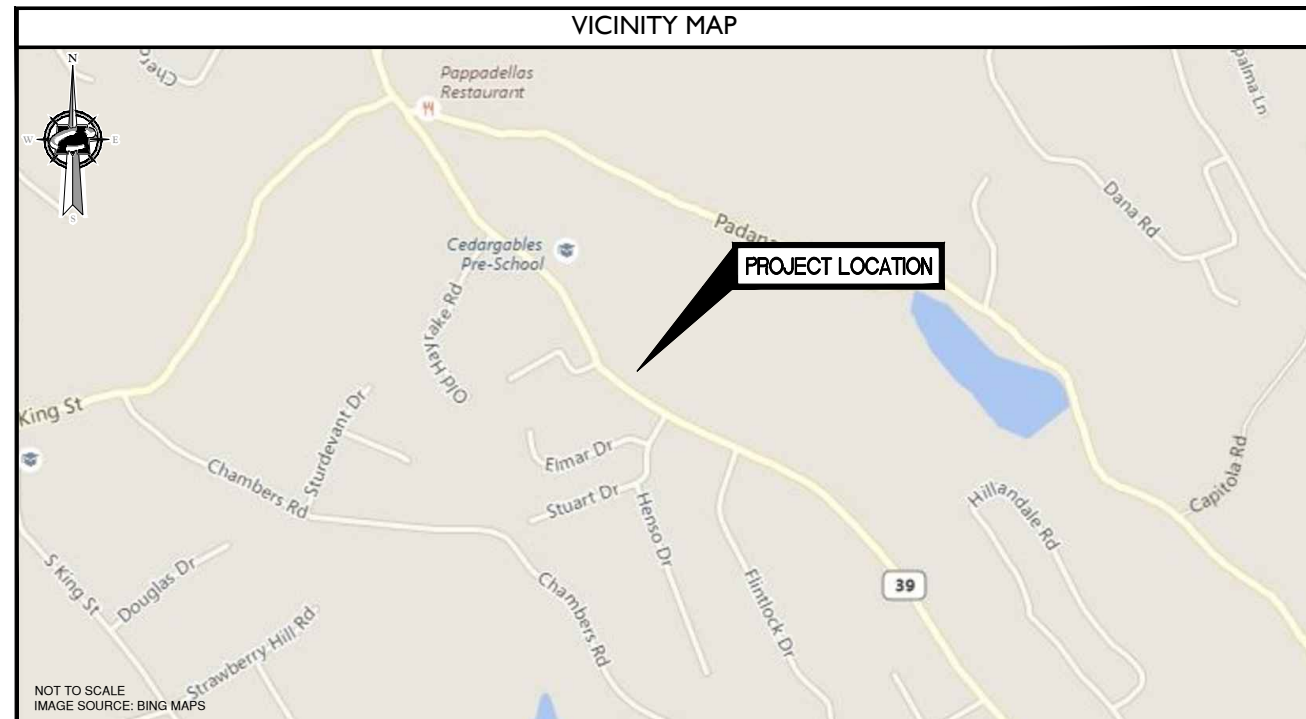 VICINITY MAP
N
W
E
S
Pappadellas
Restaurant
palma Ln
Dana Rd
Cedargables
Pre-School
PROJECT LOCATION
Old Hayrake Rd
King St
Sturdevant Dr
Chambers Rd
Elmar Dr
Stuart Dr
Henso Dr
Hillandale Rd
Capitola Rd
S King St
Douglas Dr
Chambers Rd
Flintlock Dr
39
Strawberry Hill Rd
NOT TO SCALE
IMAGE SOURCE: BING MAPS